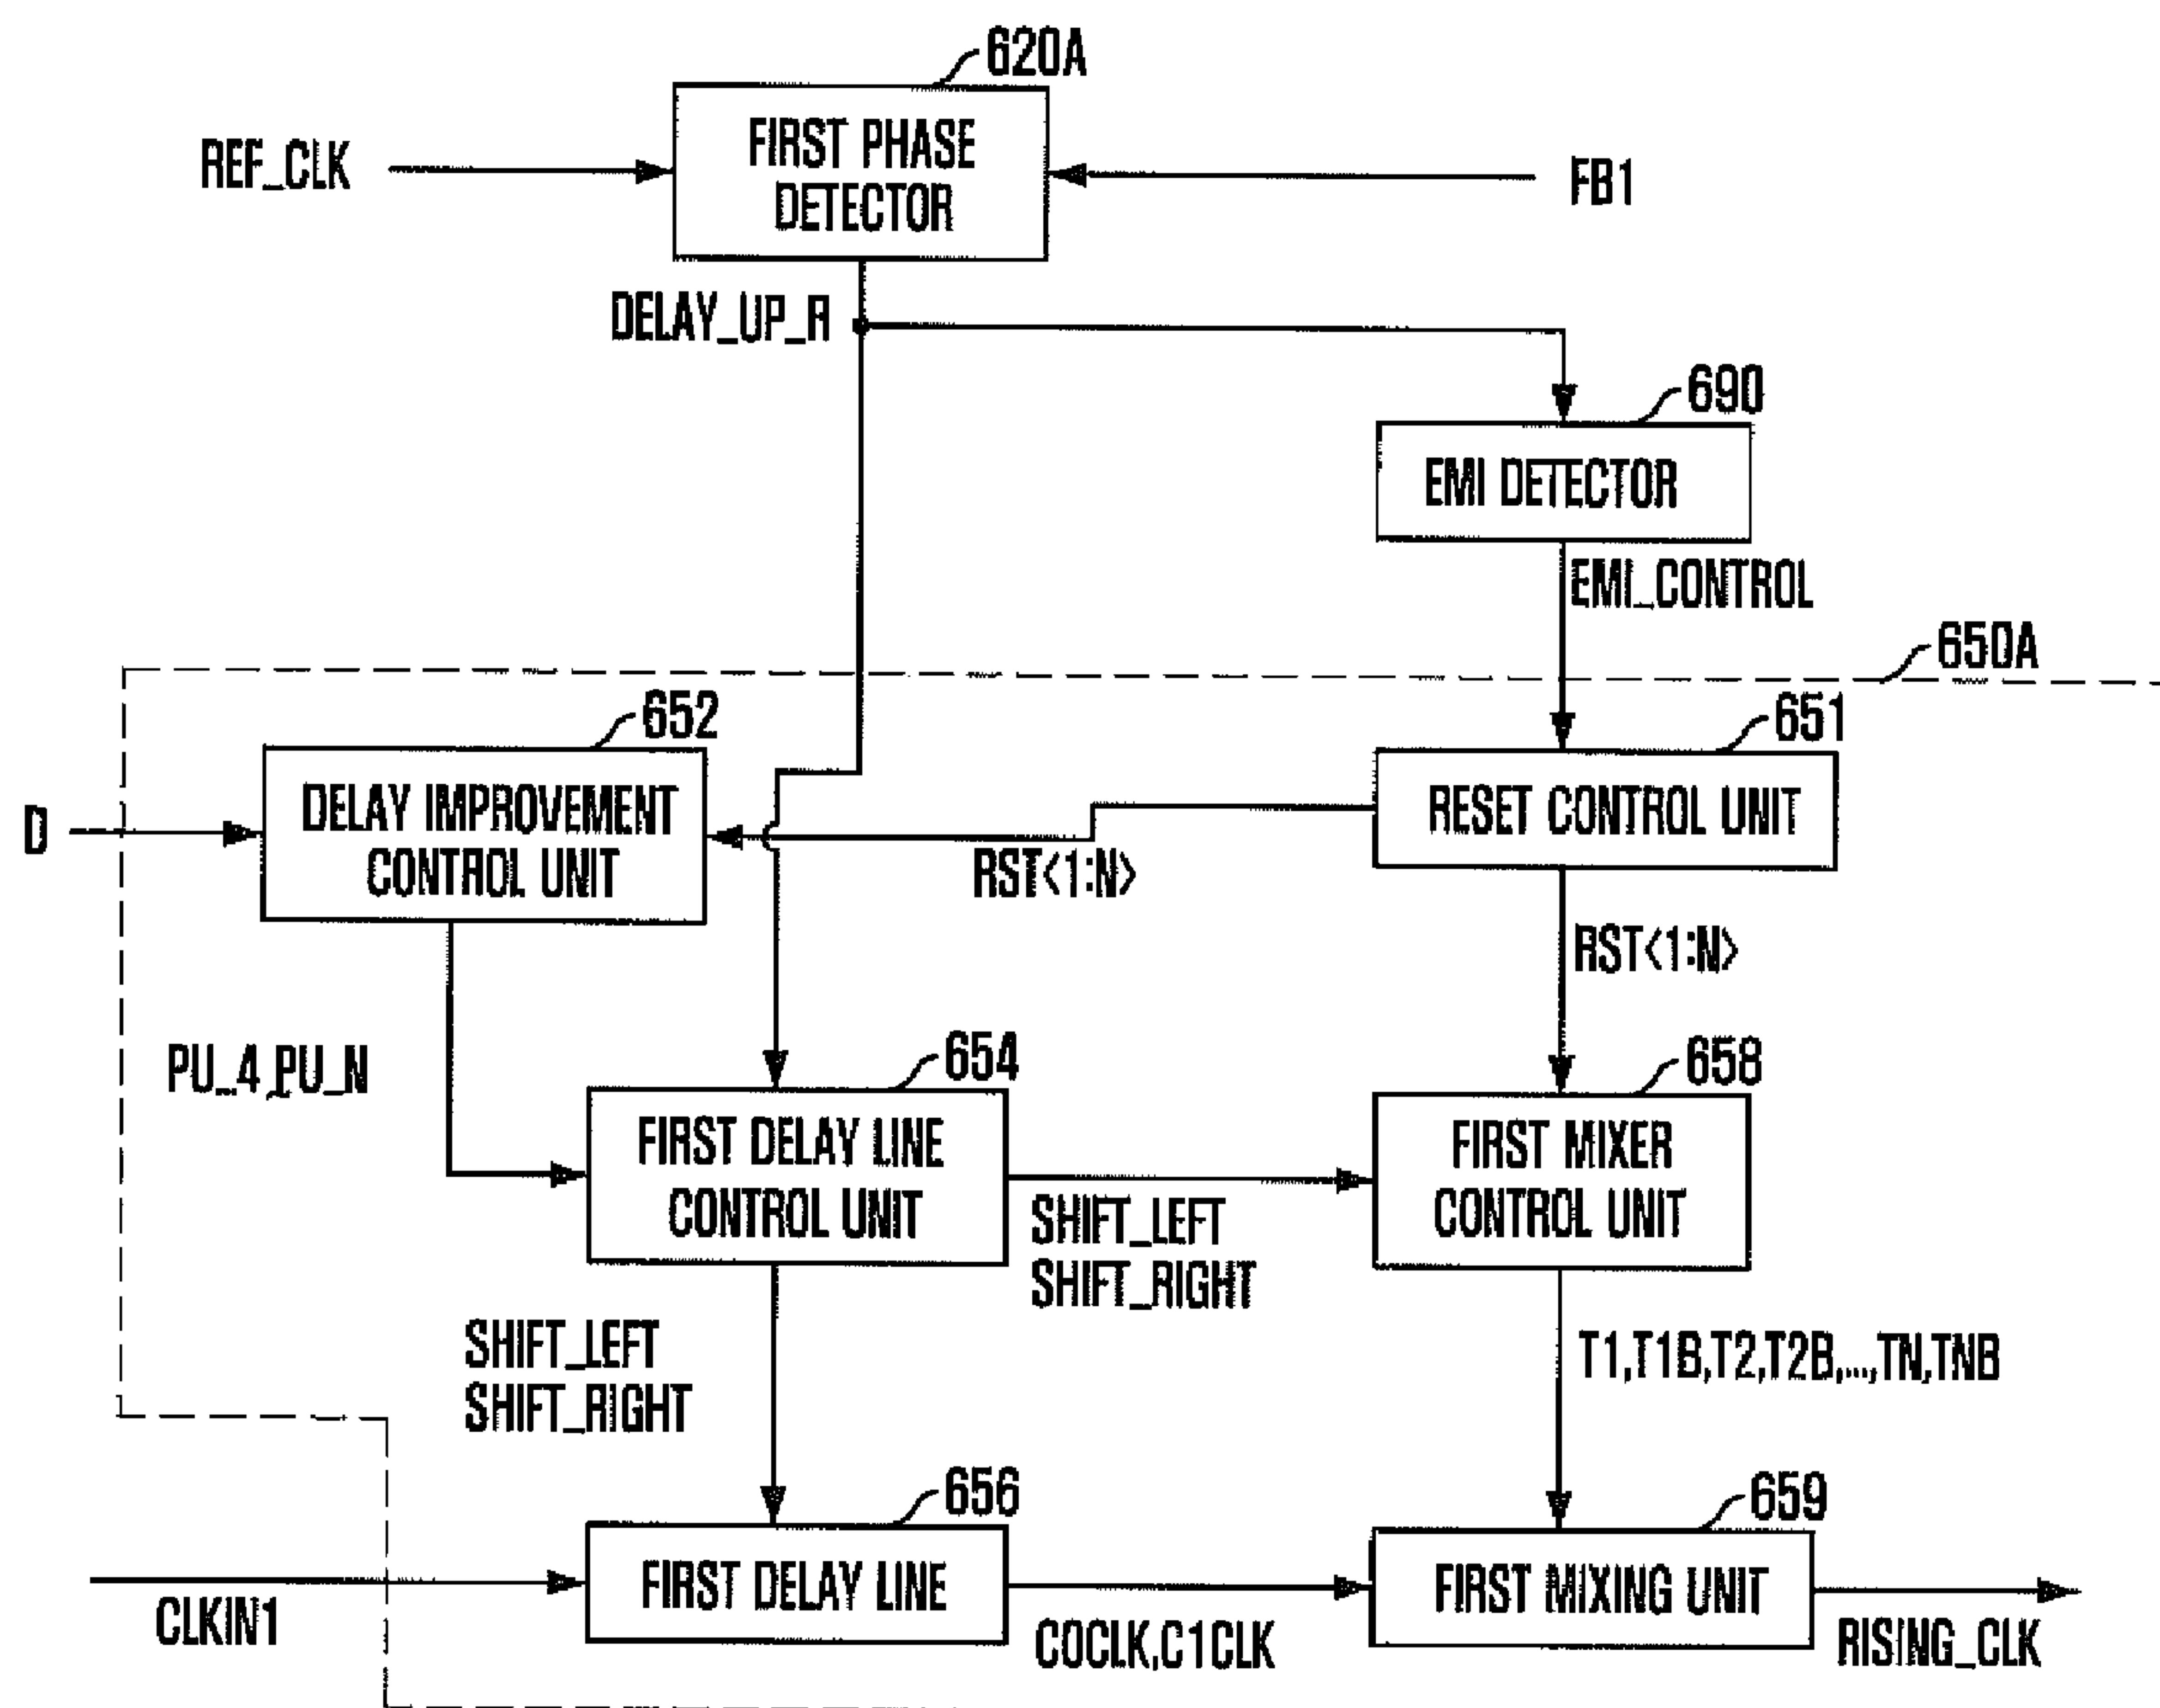 620A
REF_CLK
FIRST PHASE
DETECTOR
FB1
DELAY_UP_R
690
EMI DETECTOR
EMI_CONTROL
650A
652
651
D
DELAY IMPROVEMENT
CONTROL UNIT
RESET CONTROL UNIT
RST<1:N>
RST<1:N>
PU_4,PU_N
654
658
FIRST DELAY LINE
CONTROL UNIT
FIRST MIXER
CONTROL UNIT
SHIFT_LEFT
SHIFT_RIGHT
SHIFT_LEFT
SHIFT_RIGHT
T1,T1B,T2,T2B,...,TN,TNB
656
659
FIRST DELAY LINE
FIRST MIXING UNIT
CLKIN1
C0CLK,C1CLK
RISING_CLK